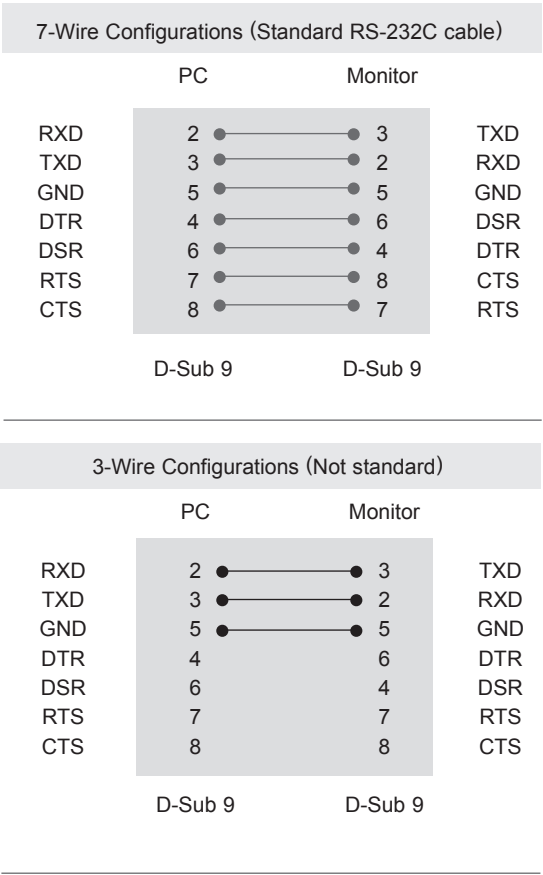 7-Wire Configurations (Standard RS-232C cable)
PC Monitor
RXD 2 3 TXD
TXD 3 2 RXD
GND 5 5 GND
DTR 4 6 DSR
DSR 6 4 DTR
RTS 7 8 CTS
CTS 8 7 RTS
D-Sub 9 D-Sub 9
3-Wire Configurations (Not standard)
PC Monitor
RXD 2 3 TXD
TXD 3 2 RXD
GND 5 5 GND
DTR 4 6 DTR
DSR 6 4 DSR
RTS 7 7 RTS
CTS 8 8 CTS
D-Sub 9 D-Sub 9